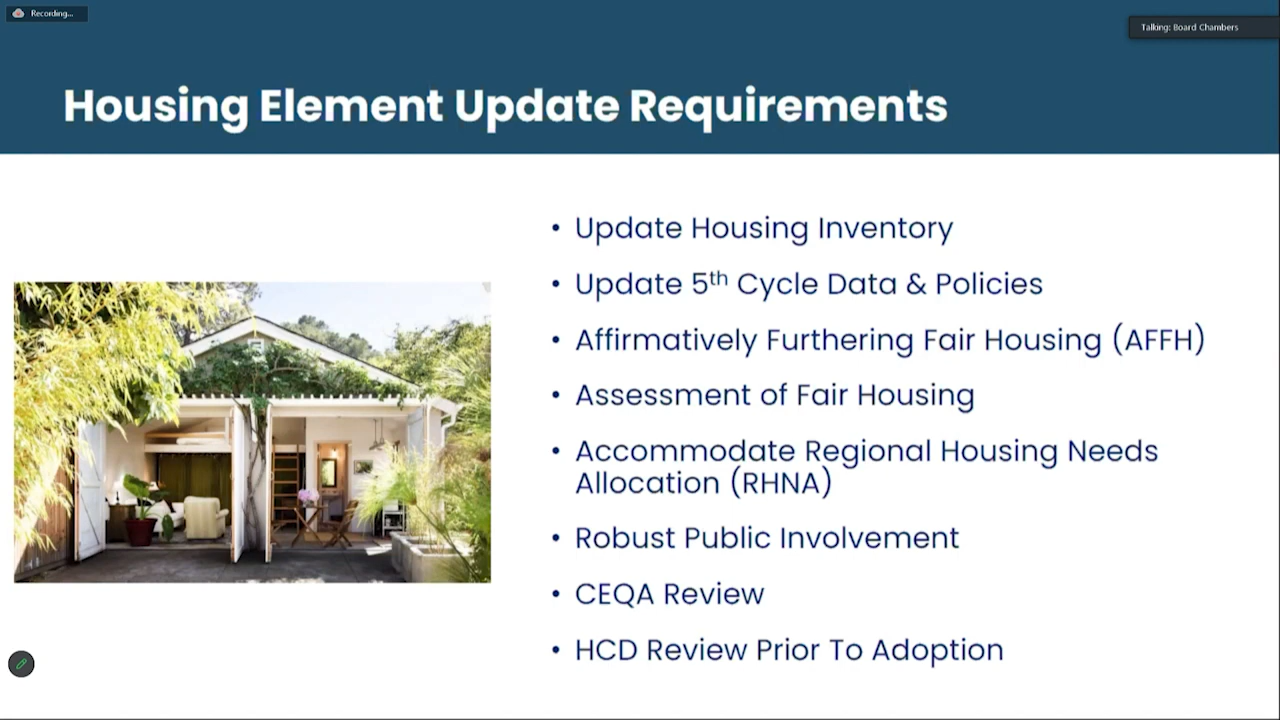 Recording...
Talking: Board Chambers
Housing Element Update Requirements
• Update Housing Inventory
• Update 5th Cycle Data & Policies
• Affirmatively Furthering Fair Housing (AFFH)
• Assessment of Fair Housing
• Accommodate Regional Housing Needs
Allocation (RHNA)
• Robust Public Involvement
• CEQA Review
• HCD Review Prior To Adoption